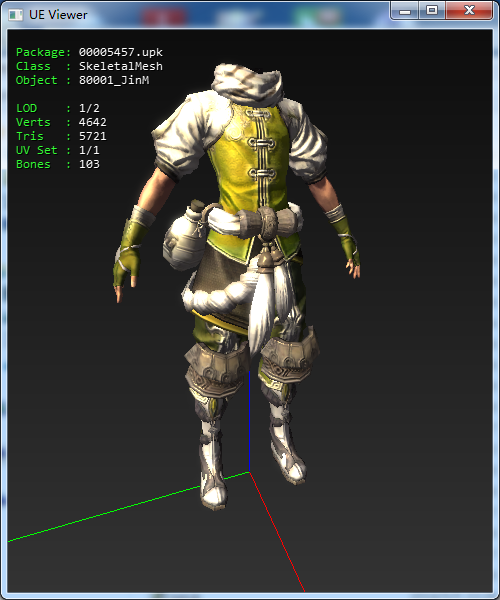 UE Viewer
Package: 00005457.upk
Class : SkeletalMesh
Object : 80001_JinM
LOD : 1/2
Verts : 4642
Tris : 5721
UV Set : 1/1
Bones : 103